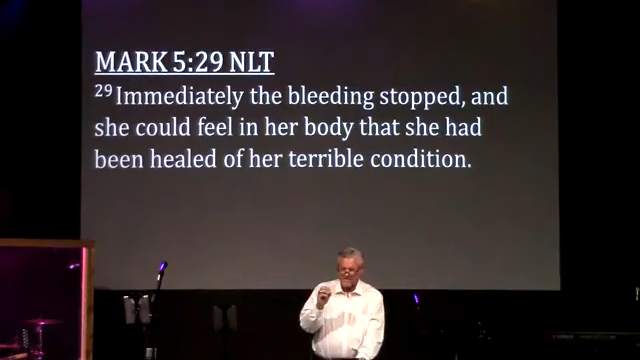 MARK 5:29 NLT
29 Immediately the bleeding stopped, and
she could feel in her body that she had
been healed of her terrible condition.